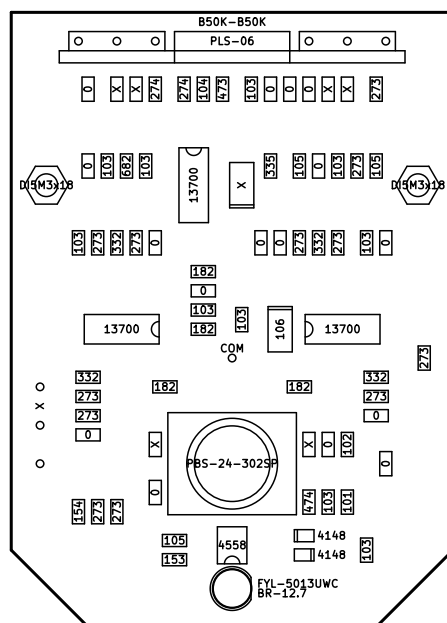 B50K-B50K
PLS-06
0 X X 274 274 104 473 103 0 0 0 X X 273
0 103 682 103 13700 X 335 105 0 103 273 105
DI5M3x18 DI5M3x18
103 273 332 273 0 0 0 273 332 273 103 0
182
0
103 103
182
13700 106 13700
COM
273
332 332
182 182
273 273
X
273 0
0
X X 0 102
PBS-24-302SP
0
0
474 103 101
154 273 273
105 4558 4148
153 4148 103
FYL-5013UWC
BR-12.7